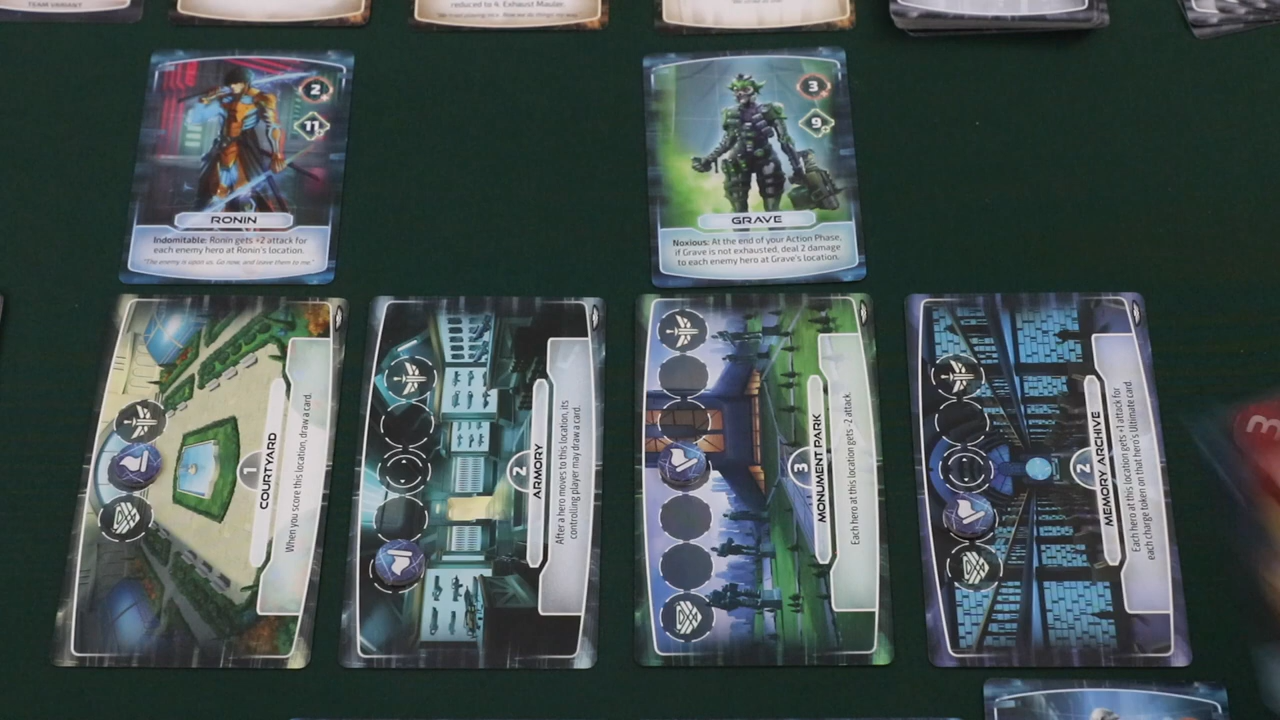 TEAM VARIANT
reduced to 4. Exhaust Mauler.
2
11
RONIN
Indomitable: Ronin gets +2 attack for
each enemy hero at Ronin's location.
"The enemy is upon us. Go now, and leave them to me."
3
9
GRAVE
Noxious: At the end of your Action Phase,
if Grave is not exhausted, deal 2 damage
to each enemy hero at Grave's location.
1
COURTYARD
When you score this location, draw a card.
2
ARMORY
After a hero moves to this location, its
controlling player may draw a card.
3
MONUMENT PARK
Each hero at this location gets -2 attack.
2
MEMORY ARCHIVE
Each hero at this location gets +1 attack for
each charge token on that hero's Ultimate card.
3